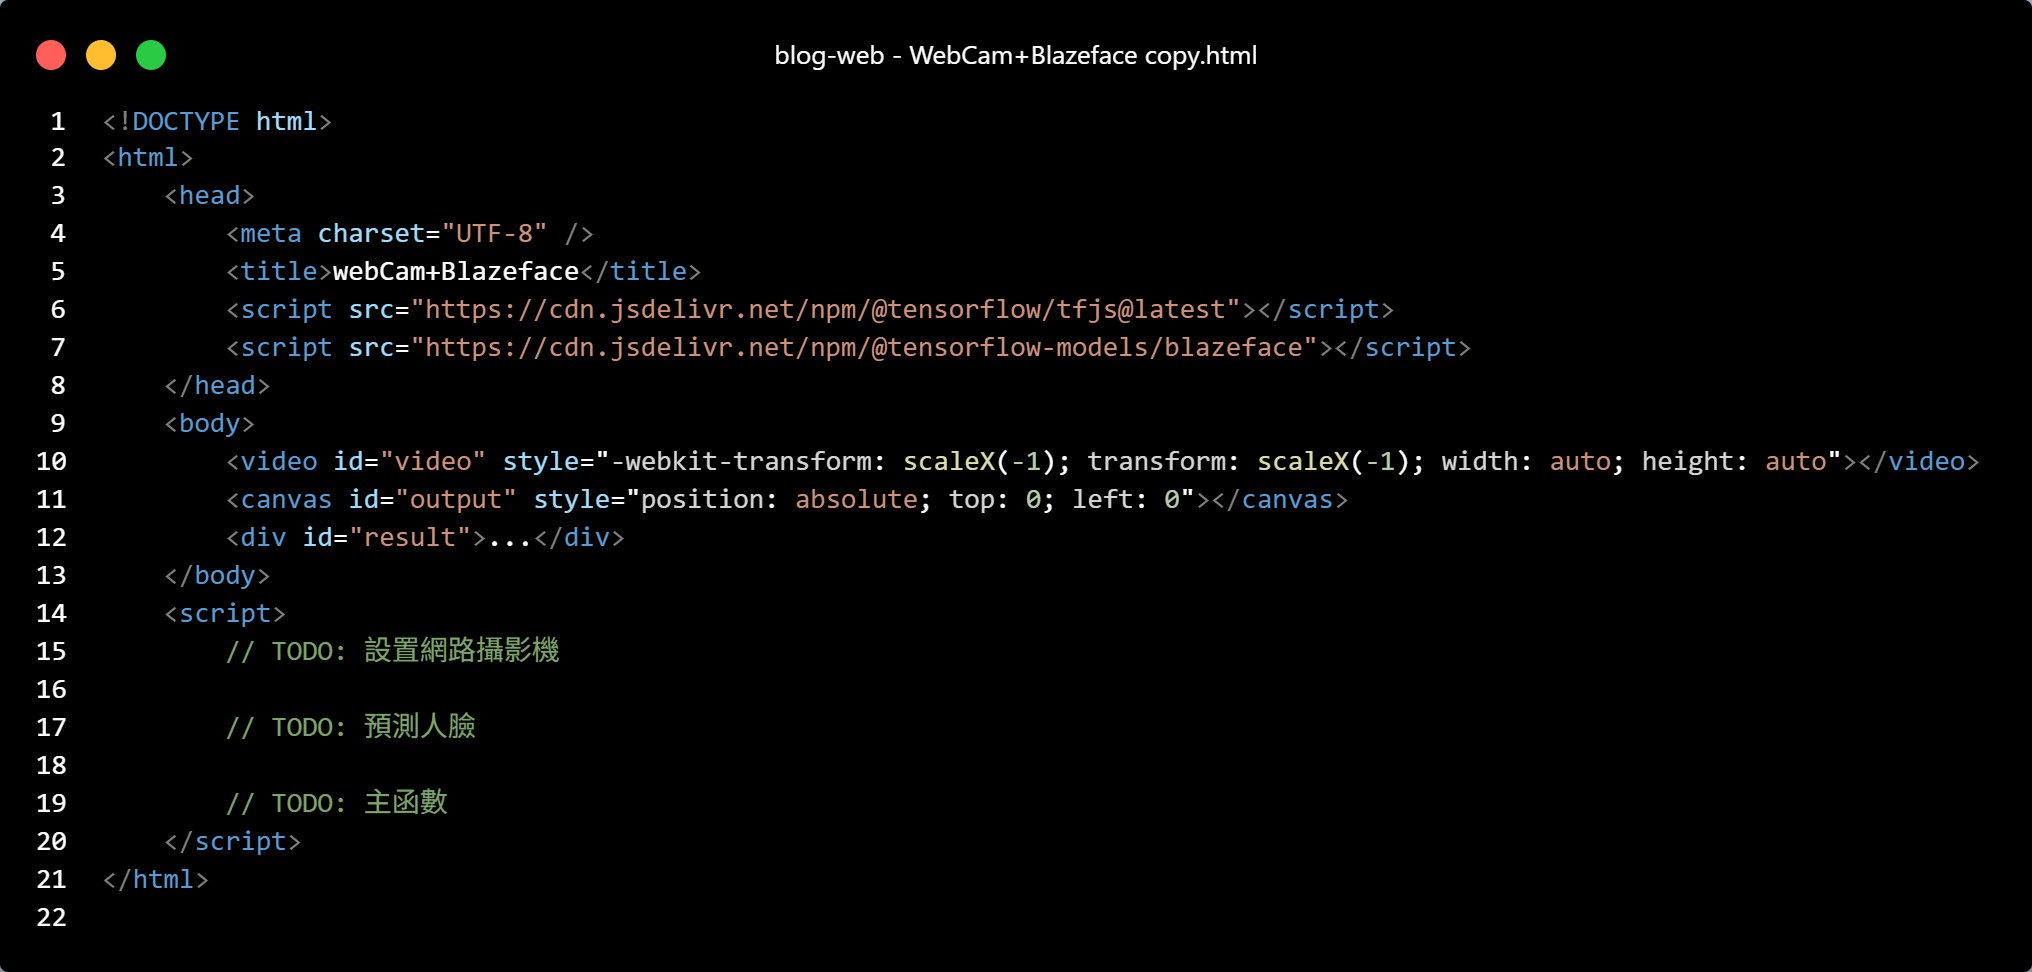 blog-web - WebCam+Blazeface copy.html
1 <!DOCTYPE html>
2 <html>
3     <head>
4         <meta charset="UTF-8" />
5         <title>webCam+Blazeface</title>
6         <script src="https://cdn.jsdelivr.net/npm/@tensorflow/tfjs@latest"></script>
7         <script src="https://cdn.jsdelivr.net/npm/@tensorflow-models/blazeface"></script>
8     </head>
9     <body>
10         <video id="video" style="-webkit-transform: scaleX(-1); transform: scaleX(-1); width: auto; height: auto"></video>
11         <canvas id="output" style="position: absolute; top: 0; left: 0"></canvas>
12         <div id="result">...</div>
13     </body>
14     <script>
15         // TODO: 設置網路攝影機
16
17         // TODO: 預測人臉
18
19         // TODO: 主函數
20     </script>
21 </html>
22